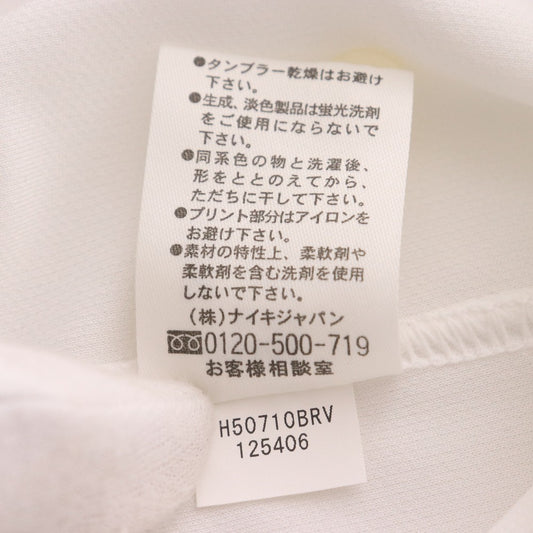 ●タンブラー乾燥はお避け
下さい。
●生成、淡色製品は蛍光洗剤
をご使用にならないで
下さい。
●同系色の物と洗濯後、
形をととのえてから、
ただちに干して下さい。
●プリント部分はアイロンを
お避け下さい。
●素材の特性上、柔軟剤や
柔軟剤を含む洗剤を使用
しないで下さい。
(株)ナイキジャパン
0120-500-719
お客様相談室
H50710BRV
125406